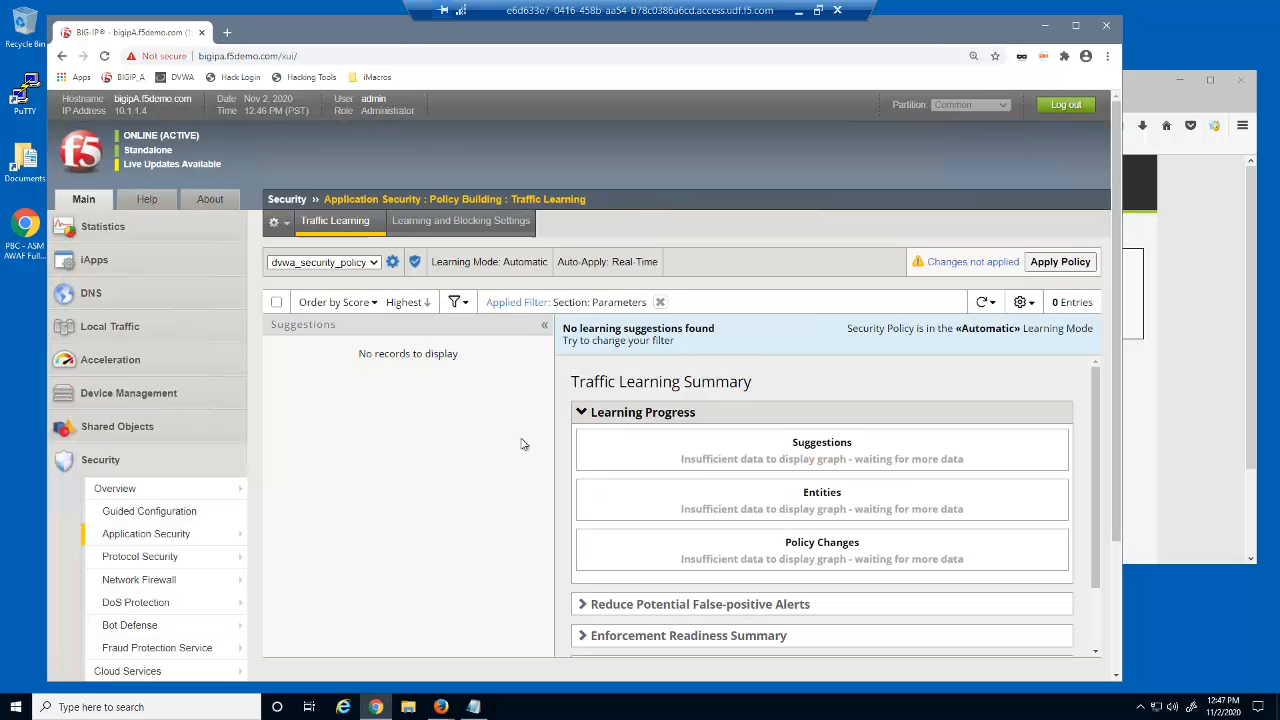 e6d633e7-0416-458b-aa54-b78c0386a6cd.access.udf.f5.com
Recycle Bin
PuTTY
Documents
PBC - ASM
AWAF Full...
BIG-IP® - bigipA.f5demo.com (1
Not secure
bigipa.f5demo.com/xui/
Apps
BIGIP_A
DVWA
Hack Login
Hacking Tools
iMacros
Hostname bigipA.f5demo.com
IP Address 10.1.1.4
Date Nov 2, 2020
Time 12:46 PM (PST)
User admin
Role Administrator
Partition: Common
Log out
f5
ONLINE (ACTIVE)
Standalone
Live Updates Available
Main
Help
About
Security » Application Security : Policy Building : Traffic Learning
Traffic Learning
Learning and Blocking Settings
Statistics
iApps
DNS
Local Traffic
Acceleration
Device Management
Shared Objects
Security
Overview
Guided Configuration
Application Security
Protocol Security
Network Firewall
DoS Protection
Bot Defense
Fraud Protection Service
Cloud Services
dvwa_security_policy
Learning Mode: Automatic
Auto-Apply: Real-Time
Changes not applied
Apply Policy
Order by Score
Highest
Applied Filter: Section: Parameters
0 Entries
Suggestions
No records to display
No learning suggestions found
Try to change your filter
Security Policy is in the «Automatic» Learning Mode
Traffic Learning Summary
Learning Progress
Suggestions
Insufficient data to display graph - waiting for more data
Entities
Insufficient data to display graph - waiting for more data
Policy Changes
Insufficient data to display graph - waiting for more data
Reduce Potential False-positive Alerts
Enforcement Readiness Summary
Type here to search
12:47 PM
11/2/2020